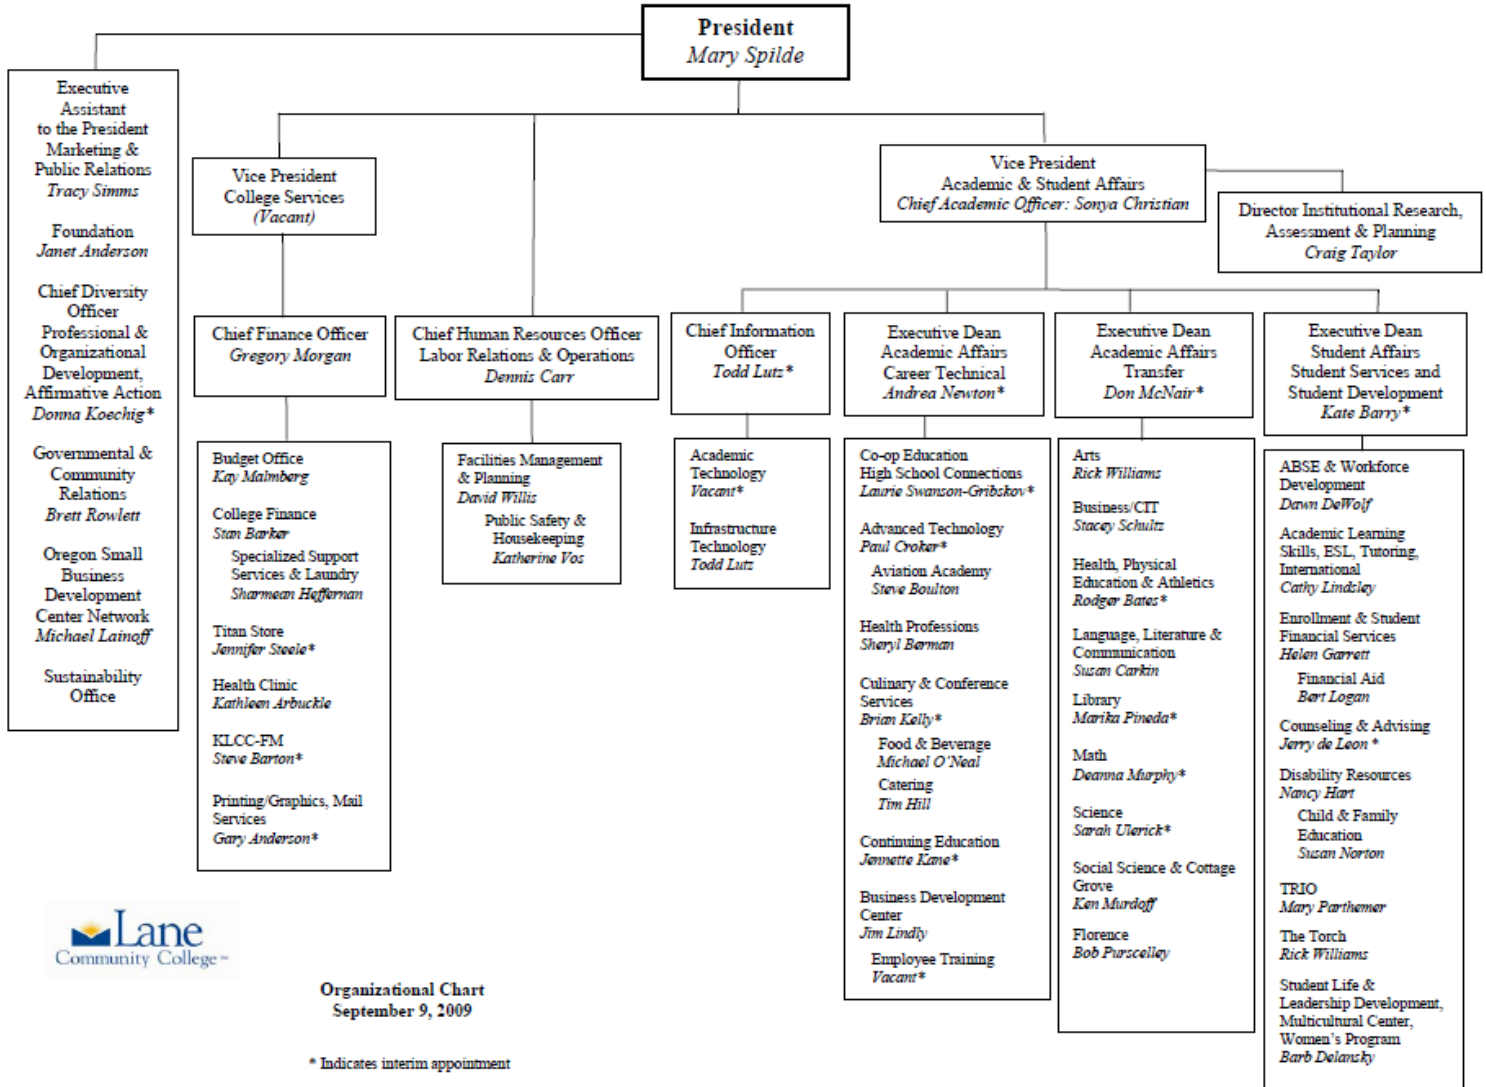 President
Mary Spilde
Executive
Assistant
to the President
Marketing &
Public Relations
Tracy Simms
Foundation
Janet Anderson
Chief Diversity
Officer
Professional &
Organizational
Development,
Affirmative Action
Donna Koechig*
Governmental &
Community
Relations
Brett Rowlett
Oregon Small
Business
Development
Center Network
Michael Lainoff
Sustainability
Office
Vice President
College Services
(Vacant)
Vice President
Academic & Student Affairs
Chief Academic Officer: Sonya Christian
Director Institutional Research,
Assessment & Planning
Craig Taylor
Chief Finance Officer
Gregory Morgan
Chief Human Resources Officer
Labor Relations & Operations
Dennis Carr
Chief Information
Officer
Todd Lutz*
Executive Dean
Academic Affairs
Career Technical
Andrea Newton*
Executive Dean
Academic Affairs
Transfer
Don McNair*
Executive Dean
Student Affairs
Student Services and
Student Development
Kate Barry*
Budget Office
Kay Malmberg
College Finance
Stan Barker
Specialized Support
Services & Laundry
Sharmean Heffernan
Titan Store
Jennifer Steele*
Health Clinic
Kathleen Arbuckle
KLCC-FM
Steve Barton*
Printing/Graphics, Mail
Services
Gary Anderson*
Facilities Management
& Planning
David Willis
Public Safety &
Housekeeping
Katherine Vos
Academic
Technology
Vacant*
Infrastructure
Technology
Todd Lutz
Co-op Education
High School Connections
Laurie Swanson-Gribskov*
Advanced Technology
Paul Croker*
Aviation Academy
Steve Boulton
Health Professions
Sheryl Berman
Culinary & Conference
Services
Brian Kelly*
Food & Beverage
Michael O'Neal
Catering
Tim Hill
Continuing Education
Jennette Kane*
Business Development
Center
Jim Lindly
Employee Training
Vacant*
Arts
Rick Williams
Business/CIT
Stacey Schultz
Health, Physical
Education & Athletics
Rodger Bates*
Language, Literature &
Communication
Susan Carkin
Library
Marika Pineda*
Math
Deanna Murphy*
Science
Sarah Ulerick*
Social Science & Cottage
Grove
Ken Murdoff
Florence
Bob Purscelley
ABSE & Workforce
Development
Dawn DeWolf
Academic Learning
Skills, ESL, Tutoring,
International
Cathy Lindsley
Enrollment & Student
Financial Services
Helen Garrett
Financial Aid
Bert Logan
Counseling & Advising
Jerry de Leon *
Disability Resources
Nancy Hart
Child & Family
Education
Susan Norton
TRIO
Mary Parthemer
The Torch
Rick Williams
Student Life &
Leadership Development,
Multicultural Center,
Women's Program
Barb Delansky
Lane
Community College
Organizational Chart
September 9, 2009
* Indicates interim appointment